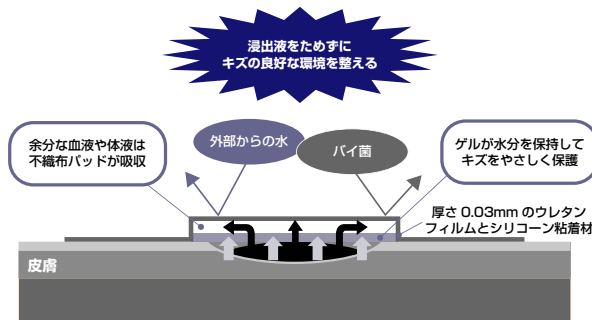 浸出液をためずに
キズの良好な環境を整える
余分な血液や体液は
不織布パッドが吸収
外部からの水
バイ菌
ゲルが水分を保持して
キズをやさしく保護
厚さ0.03mmのウレタン
フィルムとシリコーン粘着材
皮膚